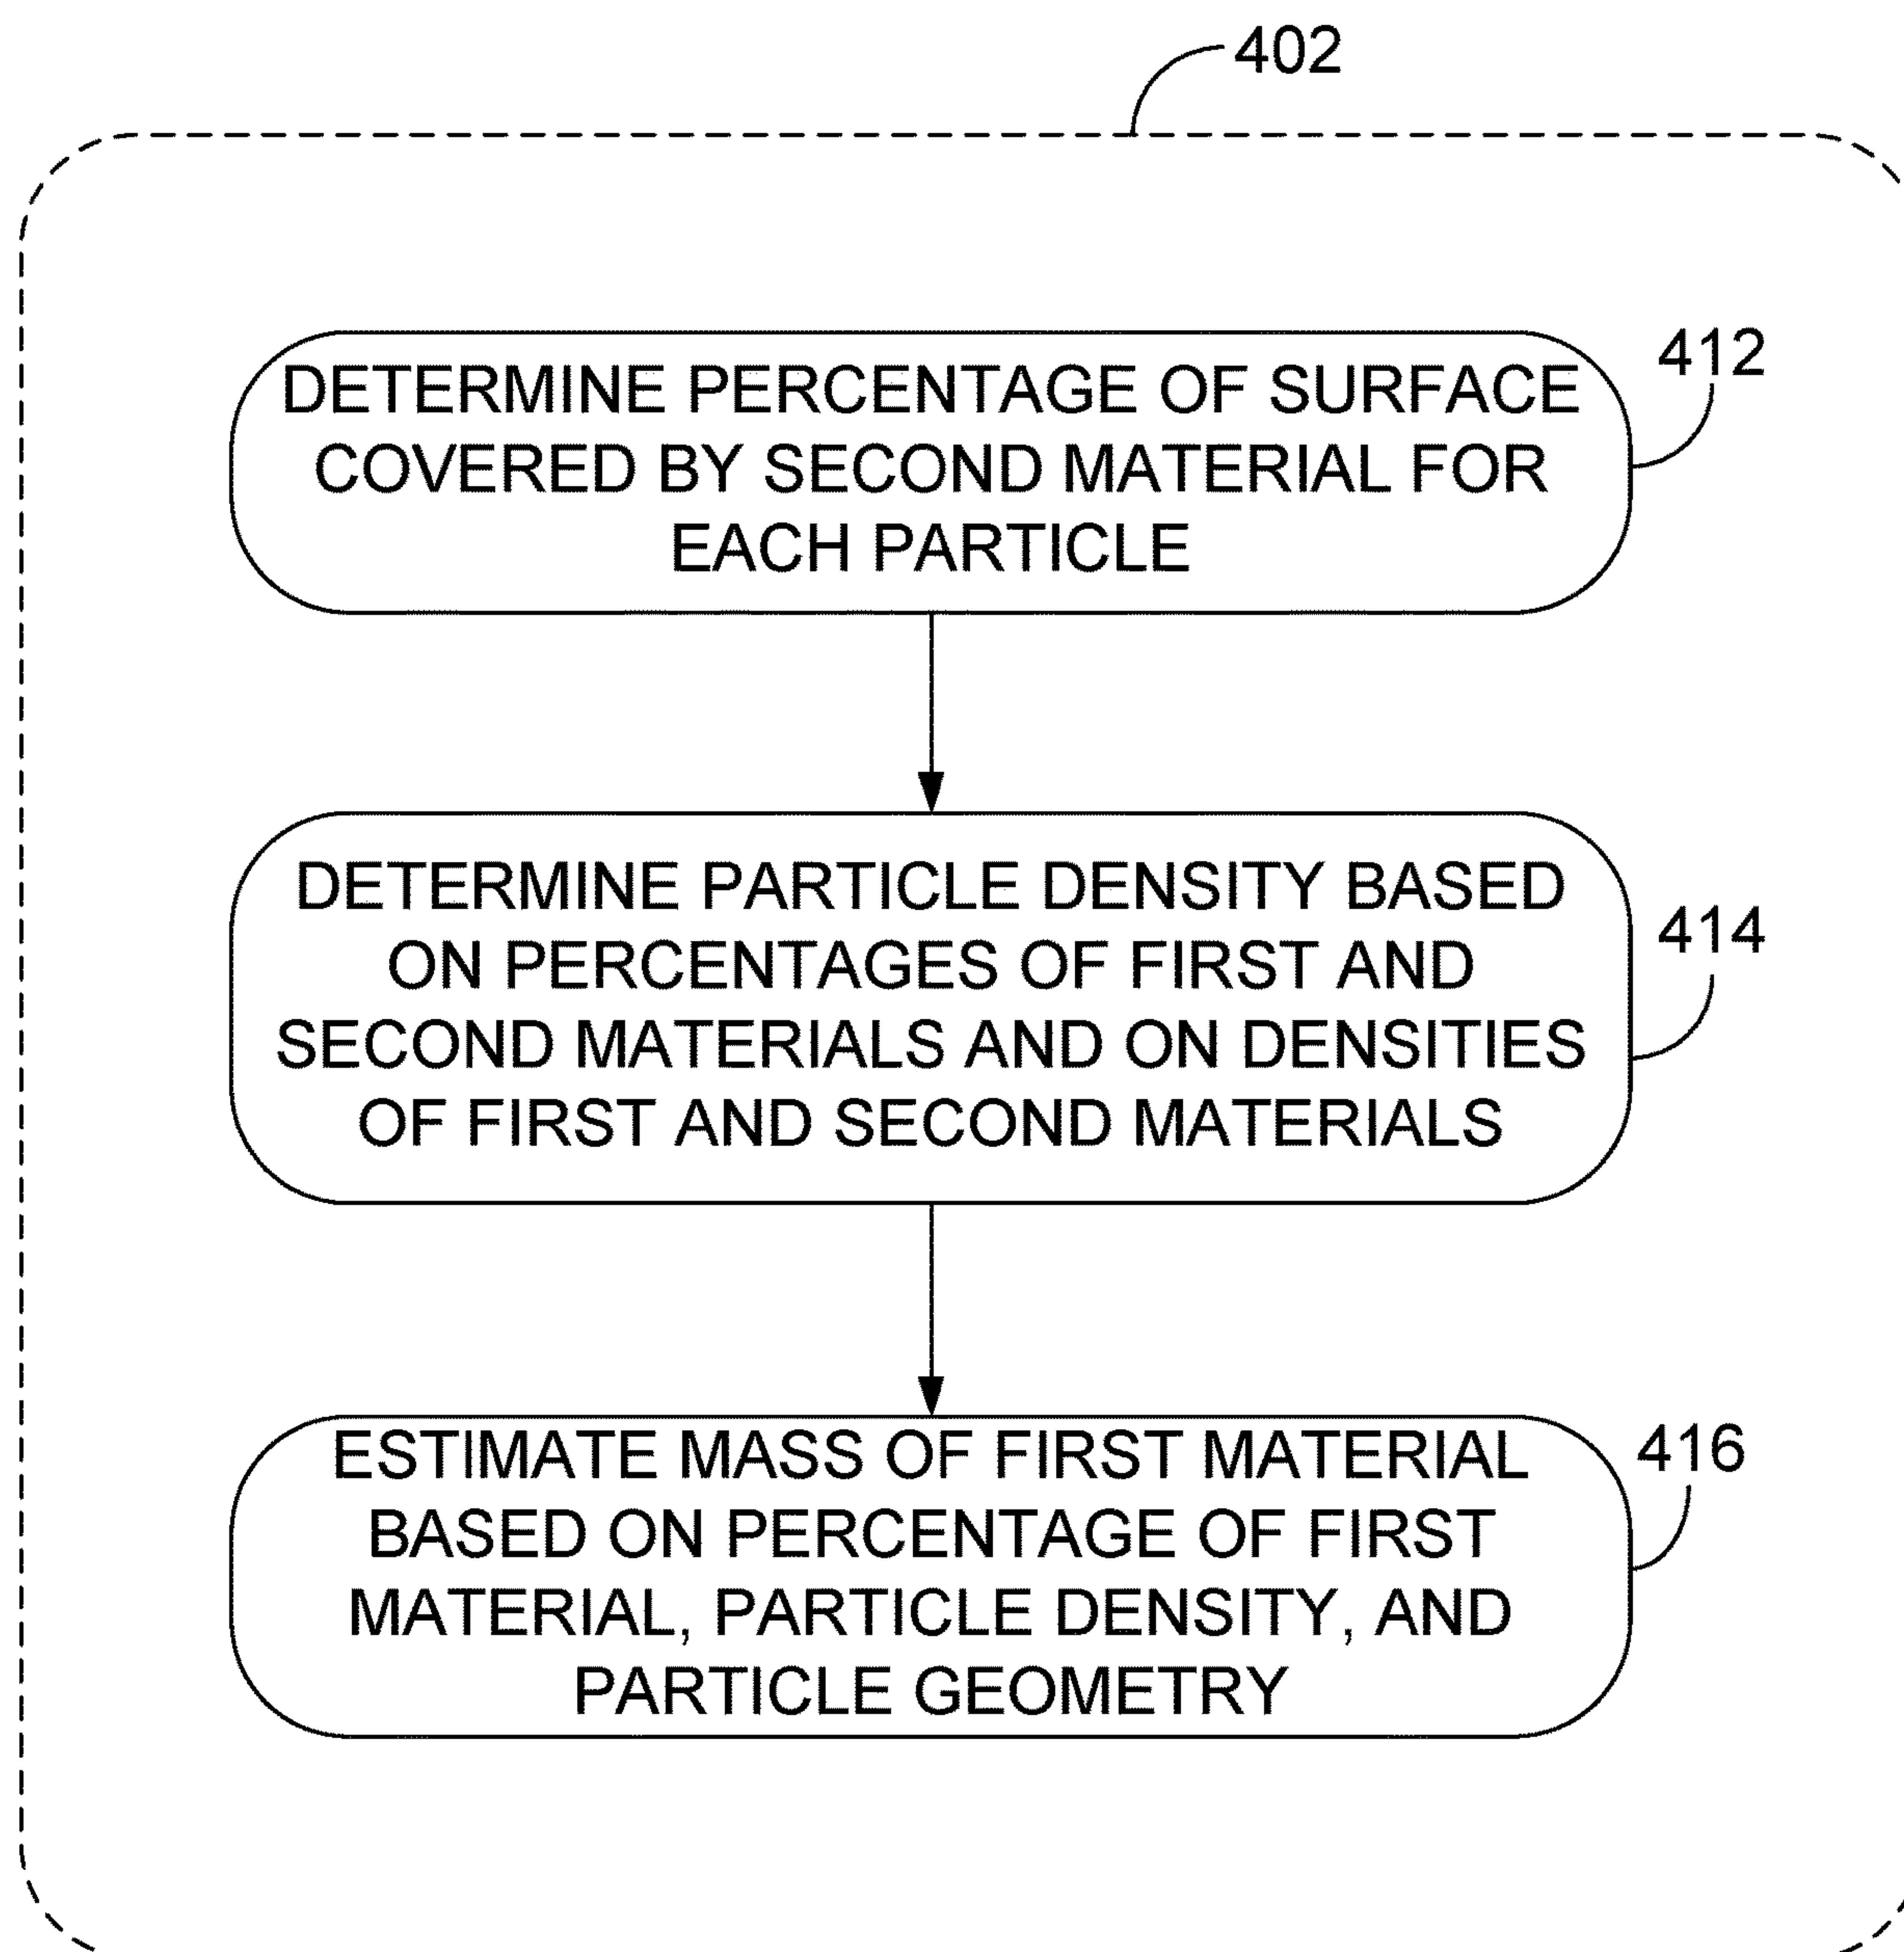 402
DETERMINE PERCENTAGE OF SURFACE
COVERED BY SECOND MATERIAL FOR
EACH PARTICLE
412
DETERMINE PARTICLE DENSITY BASED
ON PERCENTAGES OF FIRST AND
SECOND MATERIALS AND ON DENSITIES
OF FIRST AND SECOND MATERIALS
414
ESTIMATE MASS OF FIRST MATERIAL
BASED ON PERCENTAGE OF FIRST
MATERIAL, PARTICLE DENSITY, AND
PARTICLE GEOMETRY
416